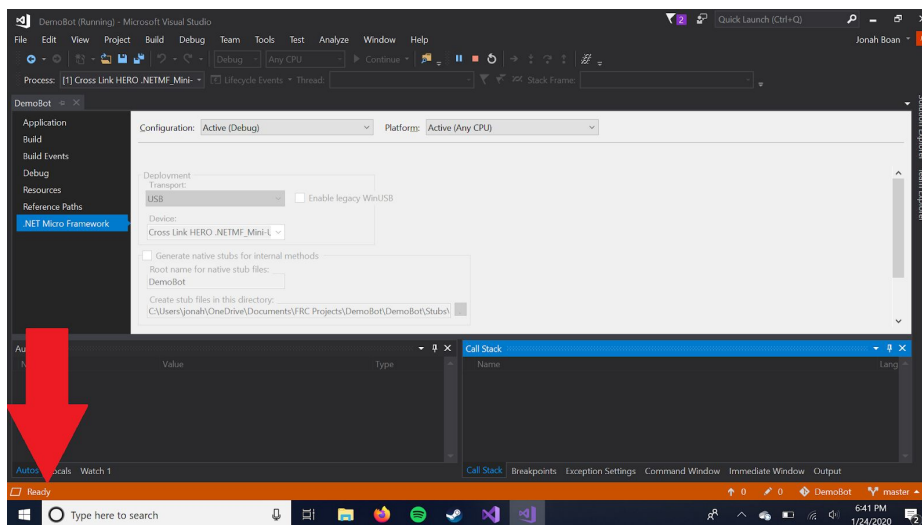 DemoBot (Running) - Microsoft Visual Studio
2
Quick Launch (Ctrl+Q)
File Edit View Project Build Debug Team Tools Test Analyze Window Help
Jonah Boan
Debug Any CPU Continue
Process: [1] Cross Link HERO .NETMF_Mini- Lifecycle Events Thread: Stack Frame:
DemoBot
Solution Explorer
Team Explorer
Application
Build
Build Events
Debug
Resources
Reference Paths
.NET Micro Framework
Configuration: Active (Debug) Platform: Active (Any CPU)
Deployment
Transport:
USB Enable legacy WinUSB
Device:
Cross Link HERO .NETMF_Mini-I,
Generate native stubs for internal methods
Root name for native stub files:
DemoBot
Create stub files in this directory:
C:\Users\jonah\OneDrive\Documents\FRC Projects\DemoBot\DemoBot\Stubs\
Au
N Value Type
Call Stack
Name Lang
Autos Locals Watch 1
Call Stack Breakpoints Exception Settings Command Window Immediate Window Output
Ready
0 0 DemoBot master
Type here to search
6:41 PM
1/24/2020
2